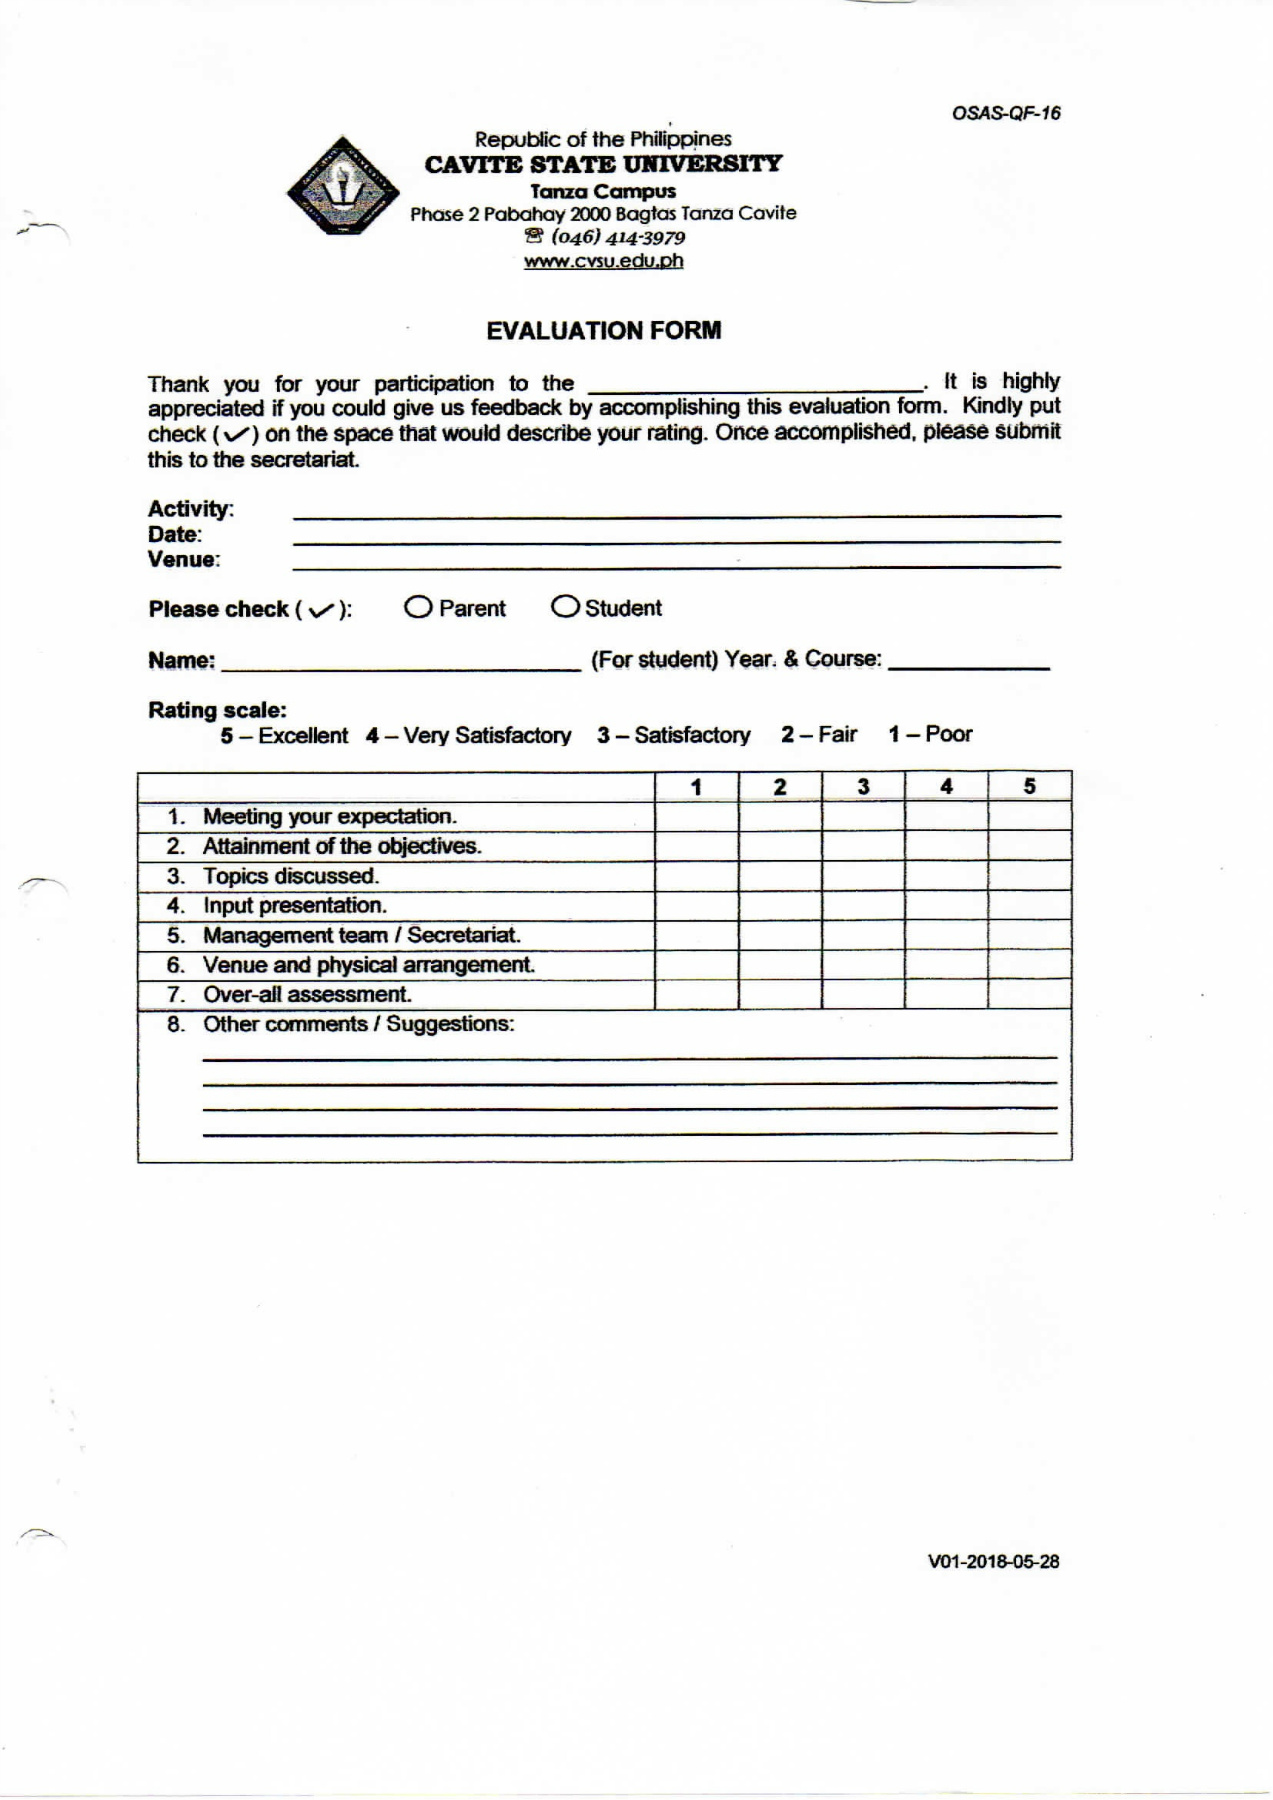 OSAS-QF-16
Republic of the Philippines
CAVITE STATE UNIVERSITY
Tanza Campus
Phase 2 Pabahay 2000 Bagtas Tanza Cavite
☎ (046) 414-3979
www.cvsu.edu.ph
EVALUATION FORM
Thank you for your participation to the ____________________. It is highly
appreciated if you could give us feedback by accomplishing this evaluation form. Kindly put
check (✓) on the space that would describe your rating. Once accomplished, please submit
this to the secretariat.
Activity:
Date:
Venue:
Please check ( ✓ ): ○ Parent ○ Student
Name: ____________________ (For student) Year. & Course: __________
Rating scale:
5 – Excellent 4 – Very Satisfactory 3 – Satisfactory 2 – Fair 1 – Poor
1 2 3 4 5
1. Meeting your expectation.
2. Attainment of the objectives.
3. Topics discussed.
4. Input presentation.
5. Management team / Secretariat.
6. Venue and physical arrangement.
7. Over-all assessment.
8. Other comments / Suggestions:
V01-2018-05-28